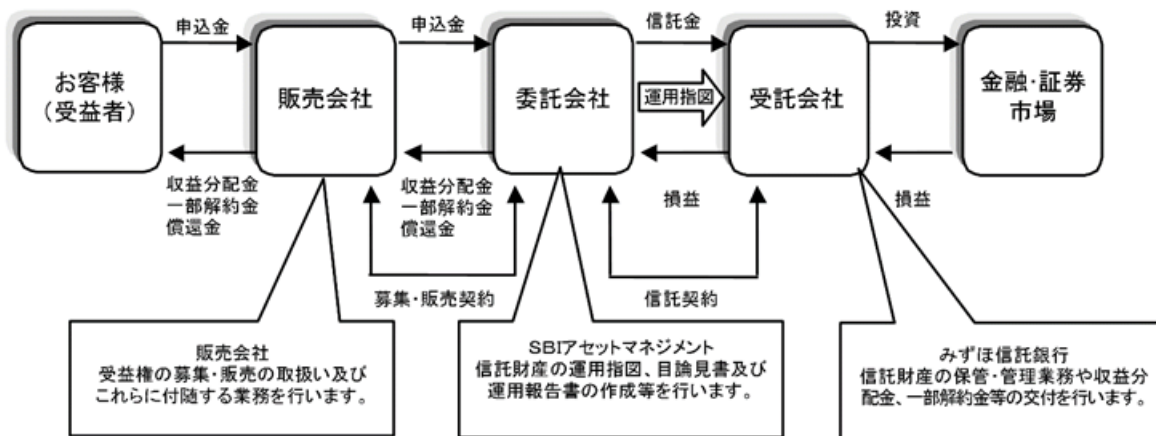 申込金
申込金
信託金
投資
お客様
（受益者）
販売会社
委託会社
運用指図
受託会社
金融・証券
市場
収益分配金
一部解約金
償還金
収益分配金
一部解約金
償還金
損益
損益
募集・販売契約
信託契約
販売会社
受益権の募集・販売の取扱い及び
これらに付随する業務を行います。
SBIアセットマネジメント
信託財産の運用指図、目論見書及び
運用報告書の作成等を行います。
みずほ信託銀行
信託財産の保管・管理業務や収益分
配金、一部解約金等の交付を行います。